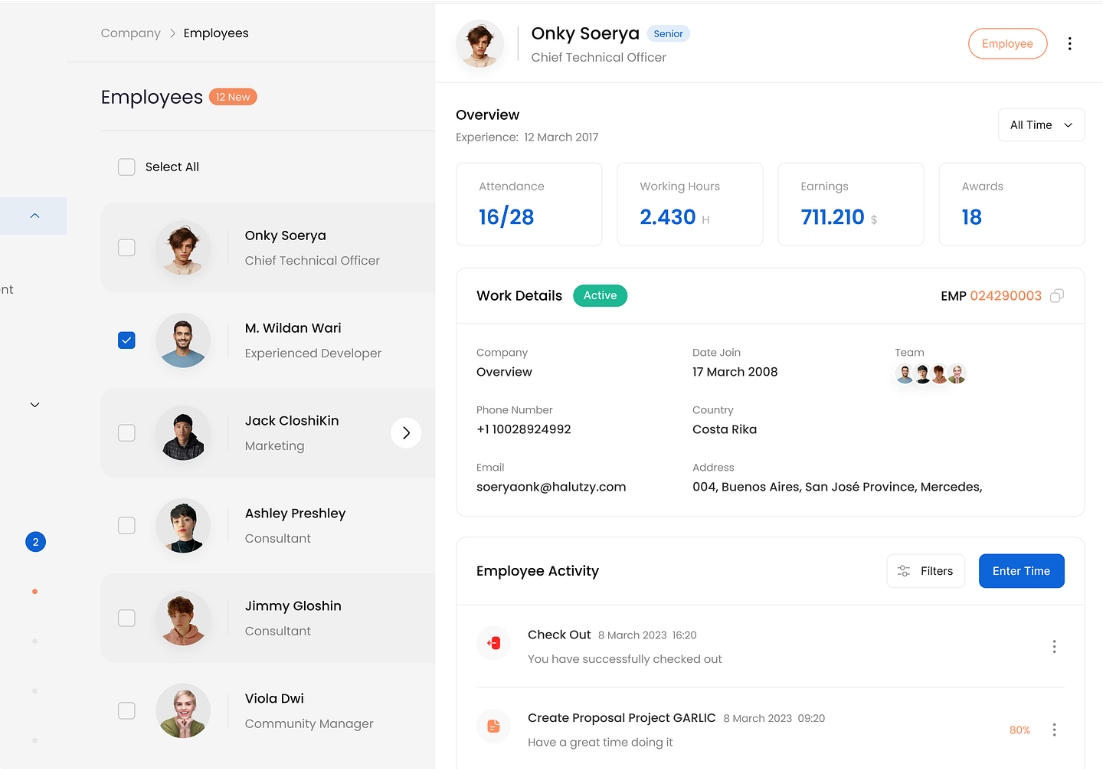 Company > Employees
Employees 12 New
Select All
Onky Soerya
Chief Technical Officer
M. Wildan Wari
Experienced Developer
Jack CloshiKin
Marketing
Ashley Preshley
Consultant
Jimmy Gloshin
Consultant
Viola Dwi
Community Manager
nt
2
Onky Soerya Senior
Chief Technical Officer
Employee
Overview
Experience: 12 March 2017
All Time
Attendance
16/28
Working Hours
2.430 H
Earnings
711.210 $
Awards
18
Work Details Active
EMP 024290003
Company
Overview
Date Join
17 March 2008
Team
Phone Number
+1 10028924992
Country
Costa Rika
Email
soeryaonk@halutzy.com
Address
004, Buenos Aires, San José Province, Mercedes,
Employee Activity
Filters
Enter Time
Check Out 8 March 2023 16:20
You have successfully checked out
Create Proposal Project GARLIC 8 March 2023 09:20
Have a great time doing it
80%